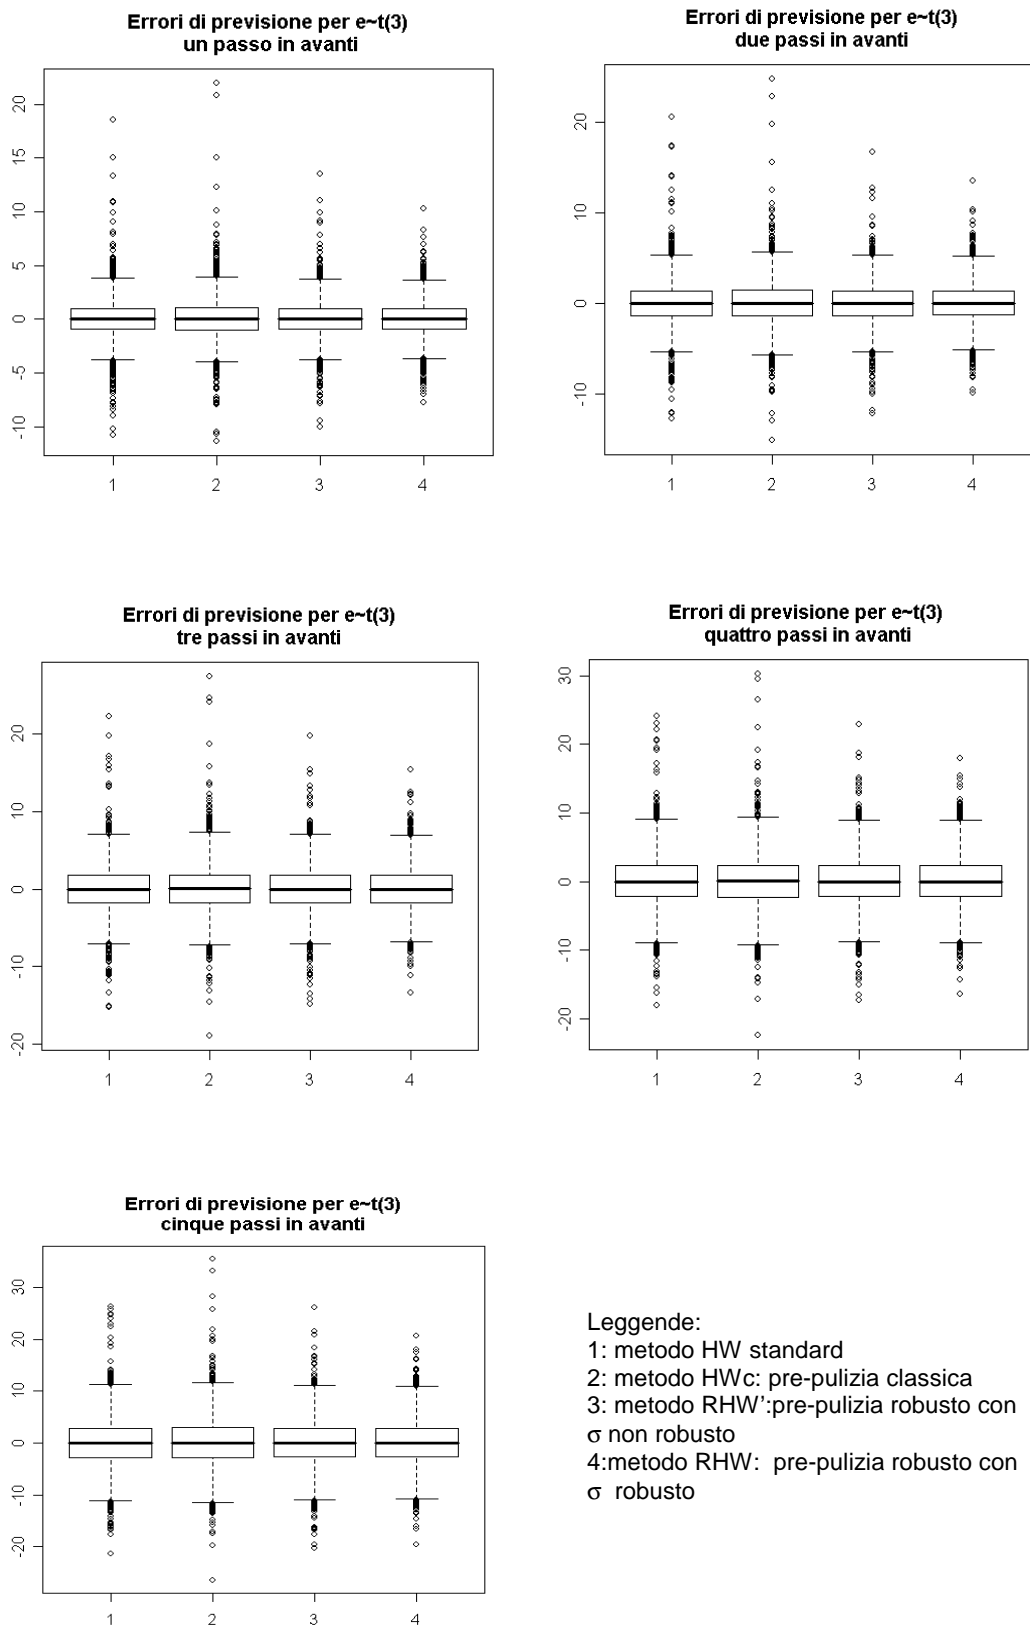 Errori di previsione per e~t(3)
un passo in avanti
20
15
10
5
0
-5
-10
1 2 3 4
Errori di previsione per e~t(3)
due passi in avanti
20
10
0
-10
1 2 3 4
Errori di previsione per e~t(3)
tre passi in avanti
20
10
0
-10
-20
1 2 3 4
Errori di previsione per e~t(3)
quattro passi in avanti
30
20
10
0
-10
-20
1 2 3 4
Errori di previsione per e~t(3)
cinque passi in avanti
30
20
10
0
-10
-20
1 2 3 4
Leggende:
1: metodo HW standard
2: metodo HWc: pre-pulizia classica
3: metodo RHW’:pre-pulizia robusto con
σ non robusto
4:metodo RHW: pre-pulizia robusto con
σ robusto